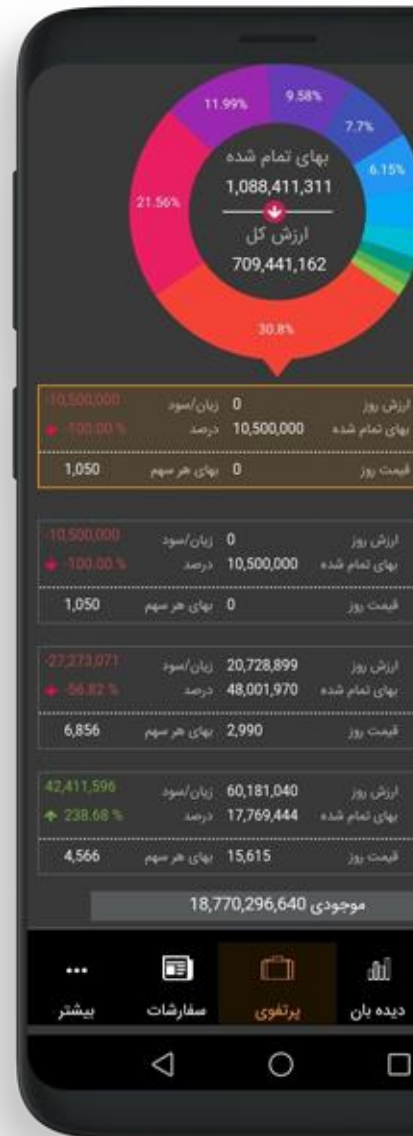 9.58%
11.99%
7.7%
6.15%
21.56%
30.8%
بهای تمام شده
1,088,411,311
ارزش کل
709,441,162
ارزش روز 0 زیان/سود -10,500,000
بهای تمام شده 10,500,000 درصد -100.00 %
قیمت روز 0 بهای هر سهم 1,050
ارزش روز 0 زیان/سود -10,500,000
بهای تمام شده 10,500,000 درصد -100.00 %
قیمت روز 0 بهای هر سهم 1,050
ارزش روز 20,728,899 زیان/سود -27,273,071
بهای تمام شده 48,001,970 درصد -56.82 %
قیمت روز 2,990 بهای هر سهم 6,856
ارزش روز 60,181,040 زیان/سود 42,411,596
بهای تمام شده 17,769,444 درصد 238.68 %
قیمت روز 15,615 بهای هر سهم 4,566
موجودی 18,770,296,640
دیده بان پرتفوی سفارشات بیشتر